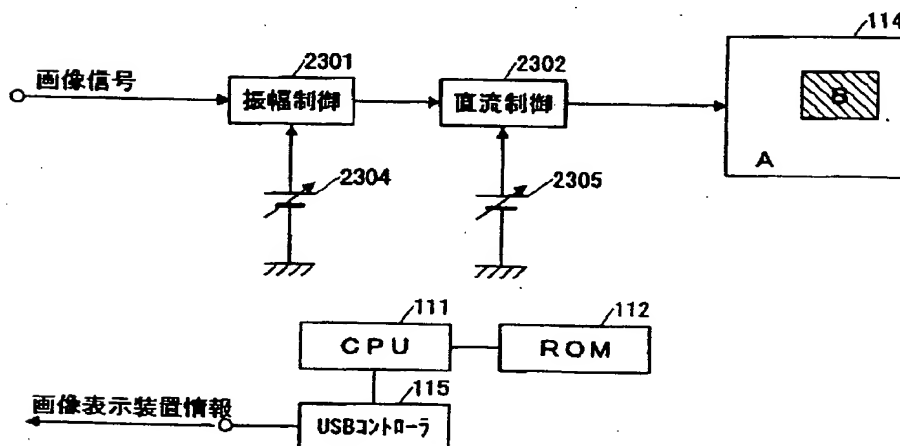 114
2301
2302
画像信号
振幅制御
直流制御
B
A
2304
2305
111
112
CPU
ROM
115
画像表示装置情報
USBコントローラ